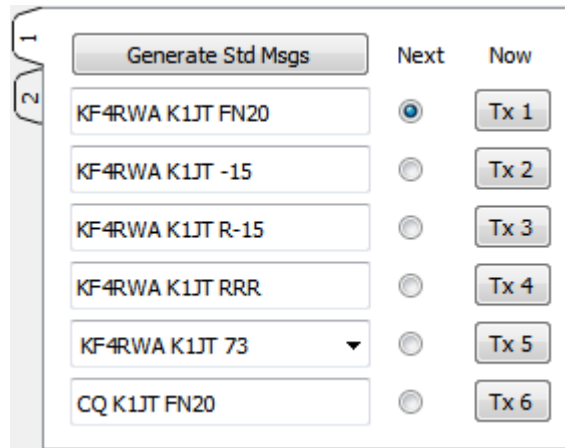 1
2
Generate Std Msgs Next Now
KF4RWA K1JT FN20 Tx 1
KF4RWA K1JT -15 Tx 2
KF4RWA K1JT R-15 Tx 3
KF4RWA K1JT RRR Tx 4
KF4RWA K1JT 73 Tx 5
CQ K1JT FN20 Tx 6